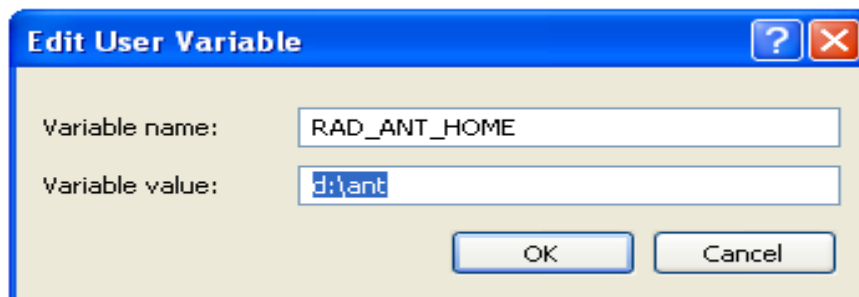 Edit User Variable
Variable name: RAD_ANT_HOME
Variable value: d:\ant
OK Cancel